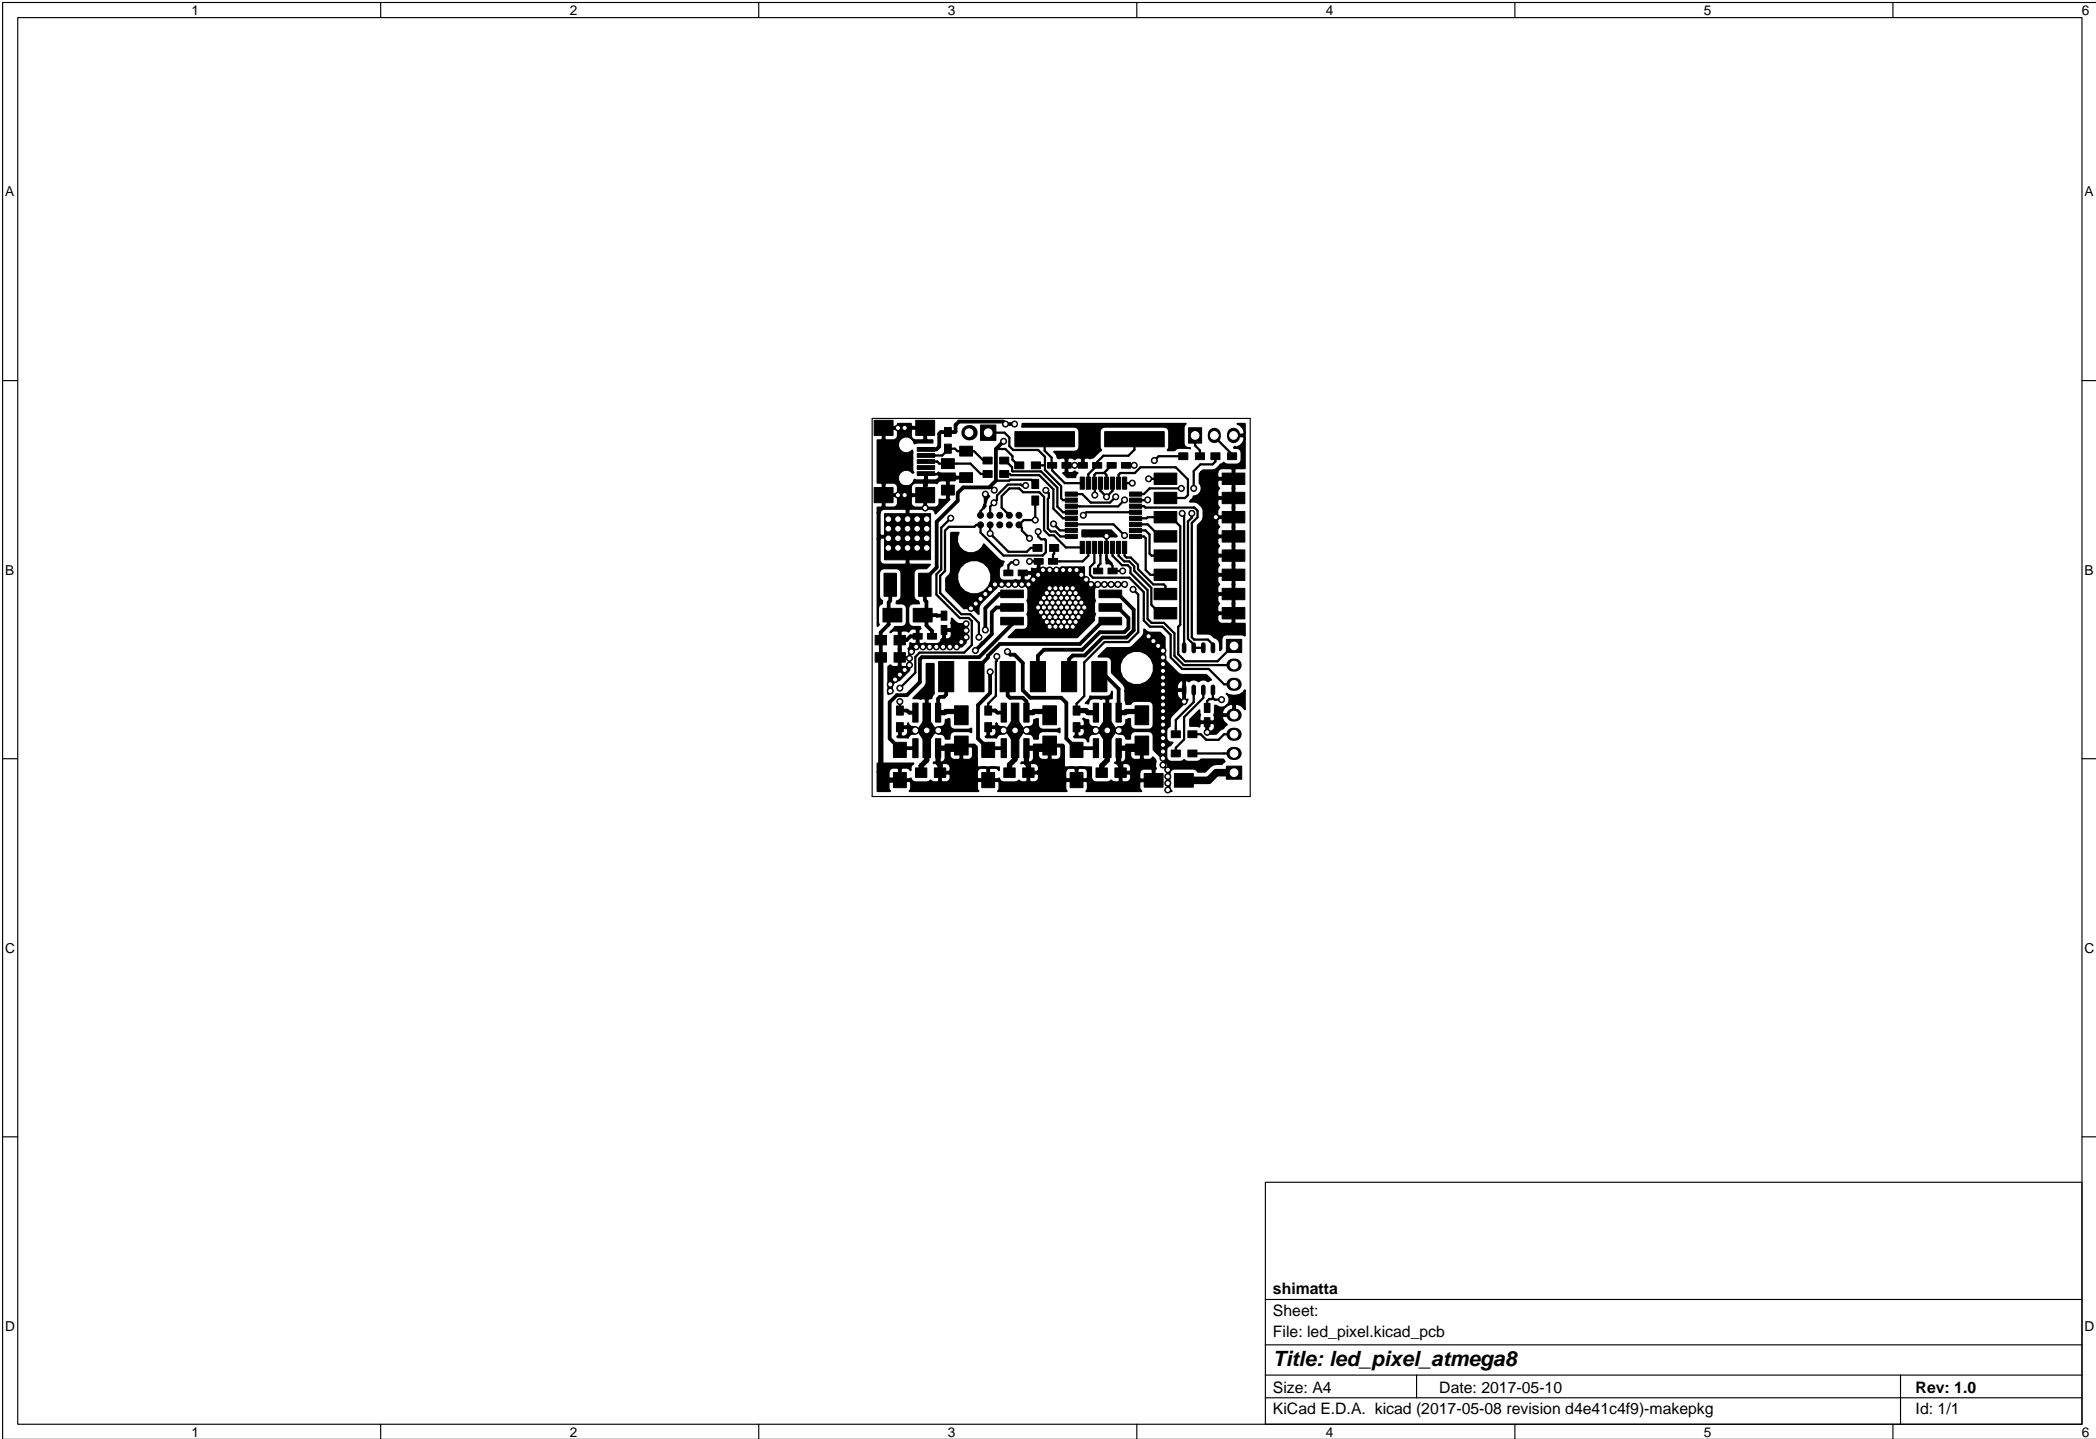 1 2 3 4 5 6
A A
B B
C C
shimatta
Sheet:
D File: led_pixel.kicad_pcb D
Title: led_pixel_atmega8
Size: A4 Date: 2017-05-10 Rev: 1.0
KiCad E.D.A.  kicad (2017-05-08 revision d4e41c4f9)-makepkg Id: 1/1
1 2 3 4 5 6